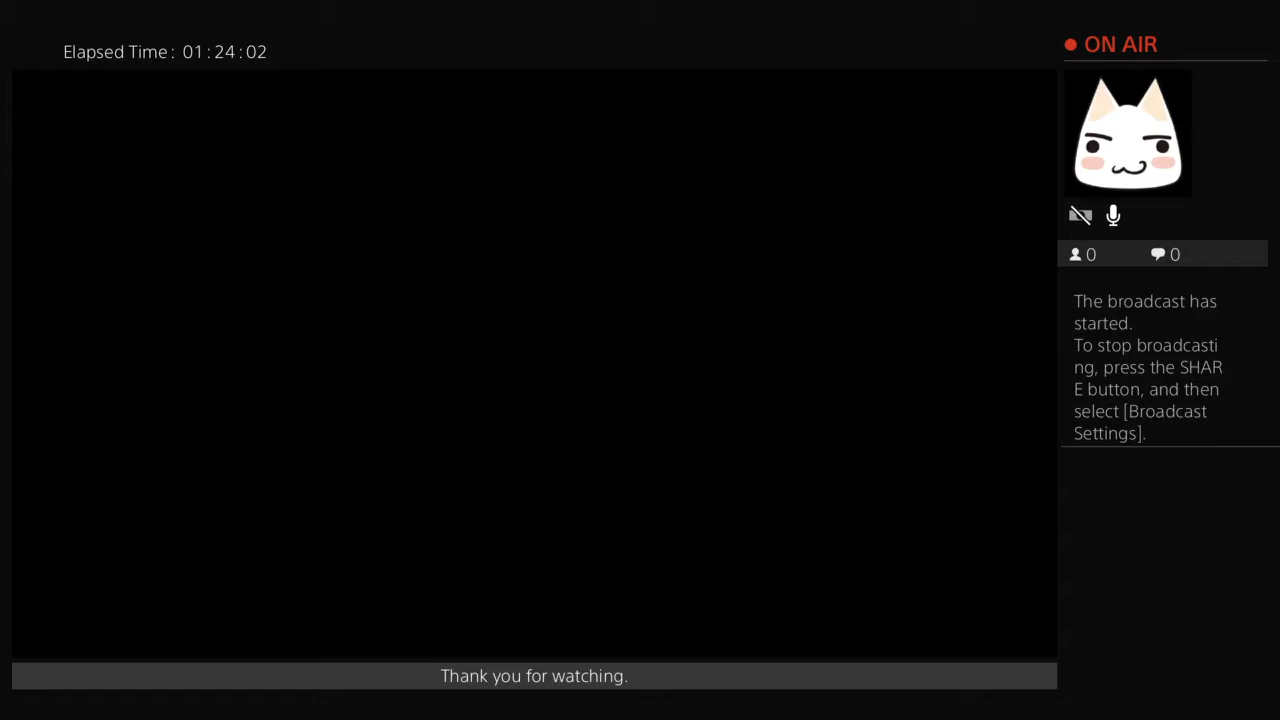 Elapsed Time: 01:24:02
ON AIR
0 0
The broadcast has
started.
To stop broadcasti
ng, press the SHAR
E button, and then
select [Broadcast
Settings].
Thank you for watching.